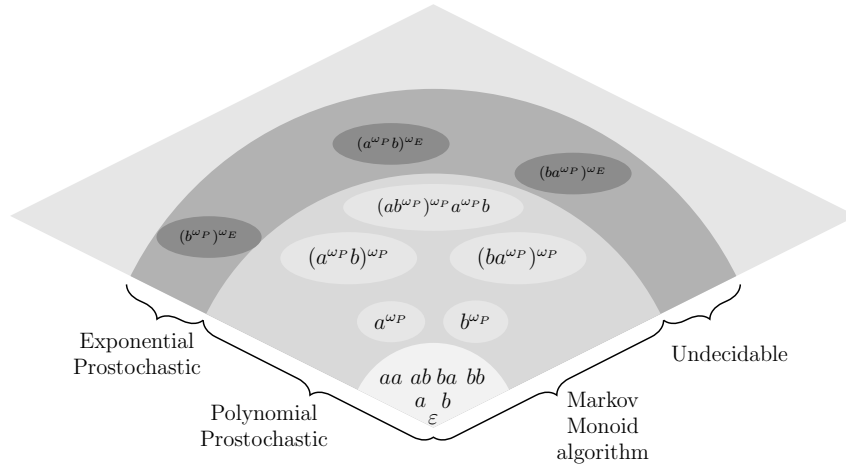 (a^{ω_P} b)^{ω_E}
(ba^{ω_P})^{ω_E}
(ab^{ω_P})^{ω_P} a^{ω_P} b
(b^{ω_P})^{ω_E}
(a^{ω_P} b)^{ω_P} (ba^{ω_P})^{ω_P}
a^{ω_P} b^{ω_P}
aa ab ba bb
a b
ε
Exponential
Prostochastic
Polynomial
Prostochastic
Markov
Monoid
algorithm
Undecidable